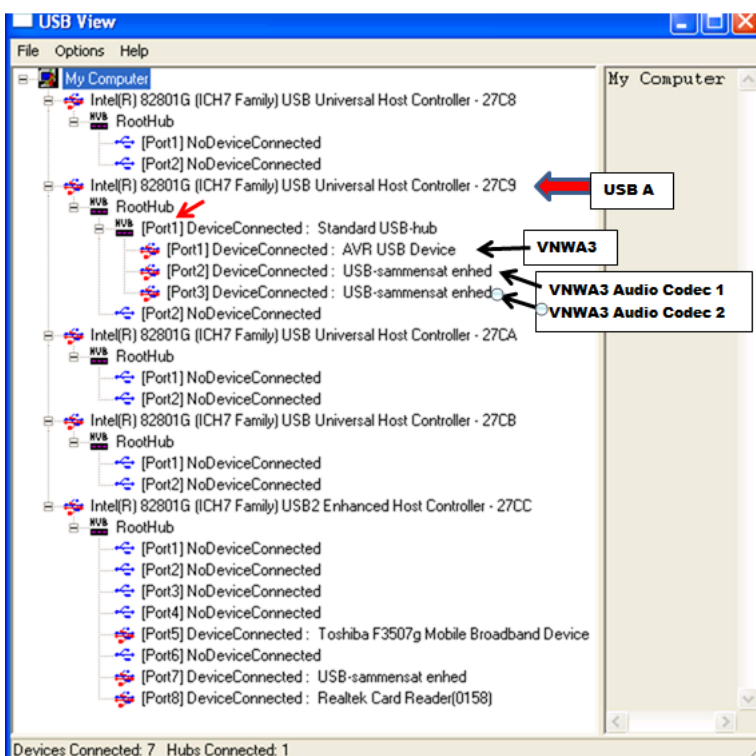 USB View
File Options Help
My Computer
Intel(R) 82801G (ICH7 Family) USB Universal Host Controller - 27C8
HUB RootHub
[Port1] NoDeviceConnected
[Port2] NoDeviceConnected
Intel(R) 82801G (ICH7 Family) USB Universal Host Controller - 27C9
USB A
HUB RootHub
HUB [Port1] DeviceConnected : Standard USB-hub
[Port1] DeviceConnected : AVR USB Device
VNWA3
[Port2] DeviceConnected : USB-sammensat enhed
VNWA3 Audio Codec 1
[Port3] DeviceConnected : USB-sammensat enhed
VNWA3 Audio Codec 2
[Port2] NoDeviceConnected
Intel(R) 82801G (ICH7 Family) USB Universal Host Controller - 27CA
HUB RootHub
[Port1] NoDeviceConnected
[Port2] NoDeviceConnected
Intel(R) 82801G (ICH7 Family) USB Universal Host Controller - 27CB
HUB RootHub
[Port1] NoDeviceConnected
[Port2] NoDeviceConnected
Intel(R) 82801G (ICH7 Family) USB2 Enhanced Host Controller - 27CC
HUB RootHub
[Port1] NoDeviceConnected
[Port2] NoDeviceConnected
[Port3] NoDeviceConnected
[Port4] NoDeviceConnected
[Port5] DeviceConnected : Toshiba F3507g Mobile Broadband Device
[Port6] NoDeviceConnected
[Port7] DeviceConnected : USB-sammensat enhed
[Port8] DeviceConnected : Realtek Card Reader(0158)
My Computer
Devices Connected: 7 Hubs Connected: 1